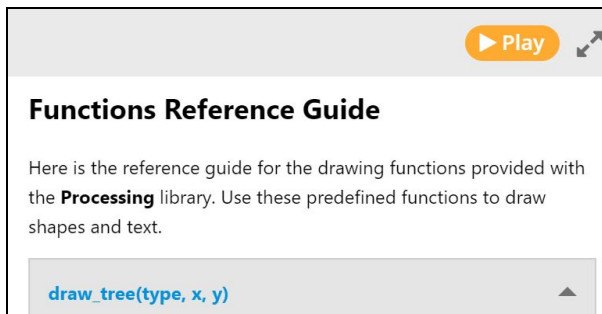 Play
Functions Reference Guide
Here is the reference guide for the drawing functions provided with
the Processing library. Use these predefined functions to draw
shapes and text.
draw_tree(type, x, y)